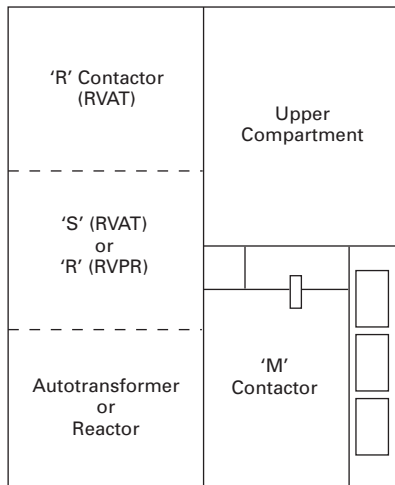 ‘R’ Contactor
(RVAT)
Upper
Compartment
‘S’ (RVAT)
or
‘R’ (RVPR)
Autotransformer
or
Reactor
‘M’
Contactor